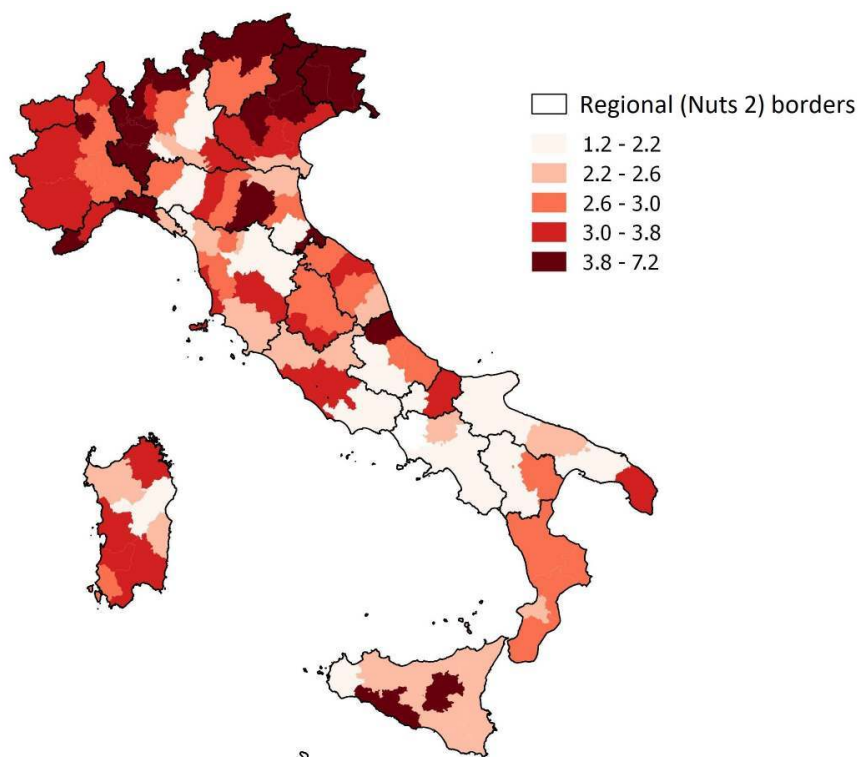 Regional (Nuts 2) borders
1.2 - 2.2
2.2 - 2.6
2.6 - 3.0
3.0 - 3.8
3.8 - 7.2